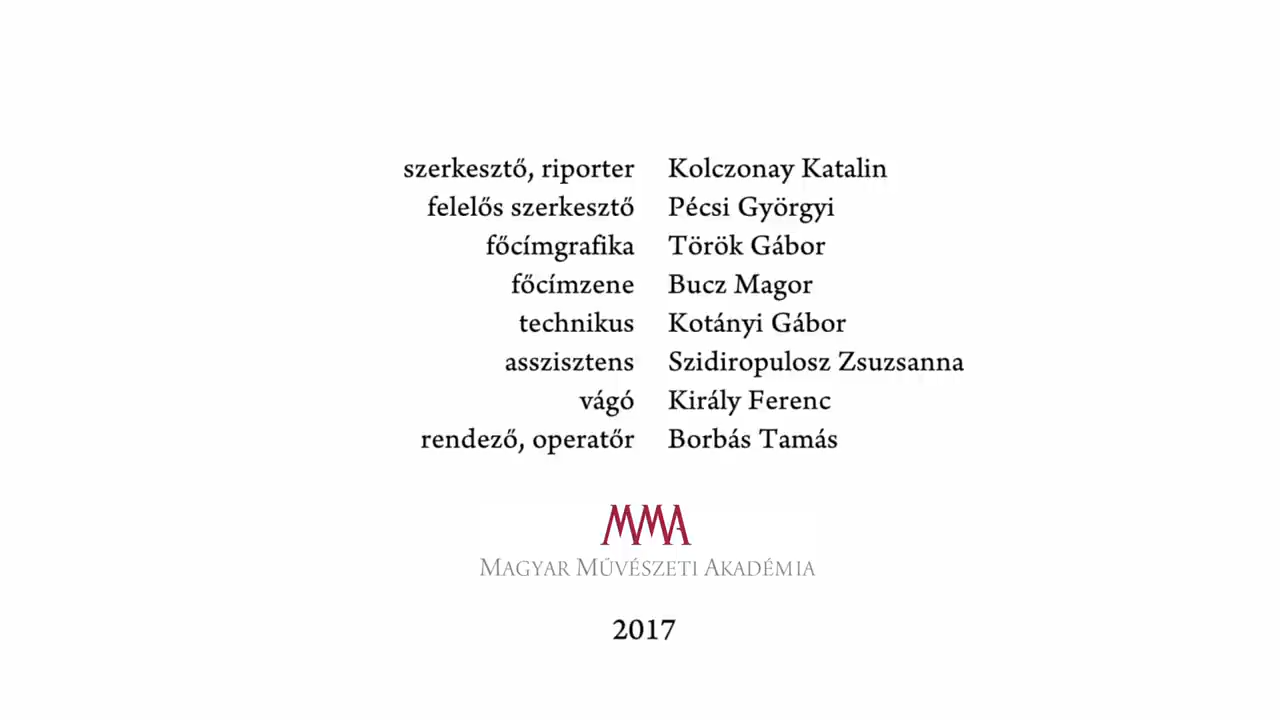 szerkesztő, riporter Kolczonay Katalin
felelős szerkesztő Pécsi Györgyi
főcímgrafika Török Gábor
főcímzene Bucz Magor
technikus Kotányi Gábor
asszisztens Szidiropulosz Zsuzsanna
vágó Király Ferenc
rendező, operatőr Borbás Tamás
MMA
MAGYAR MŰVÉSZETI AKADÉMIA
2017